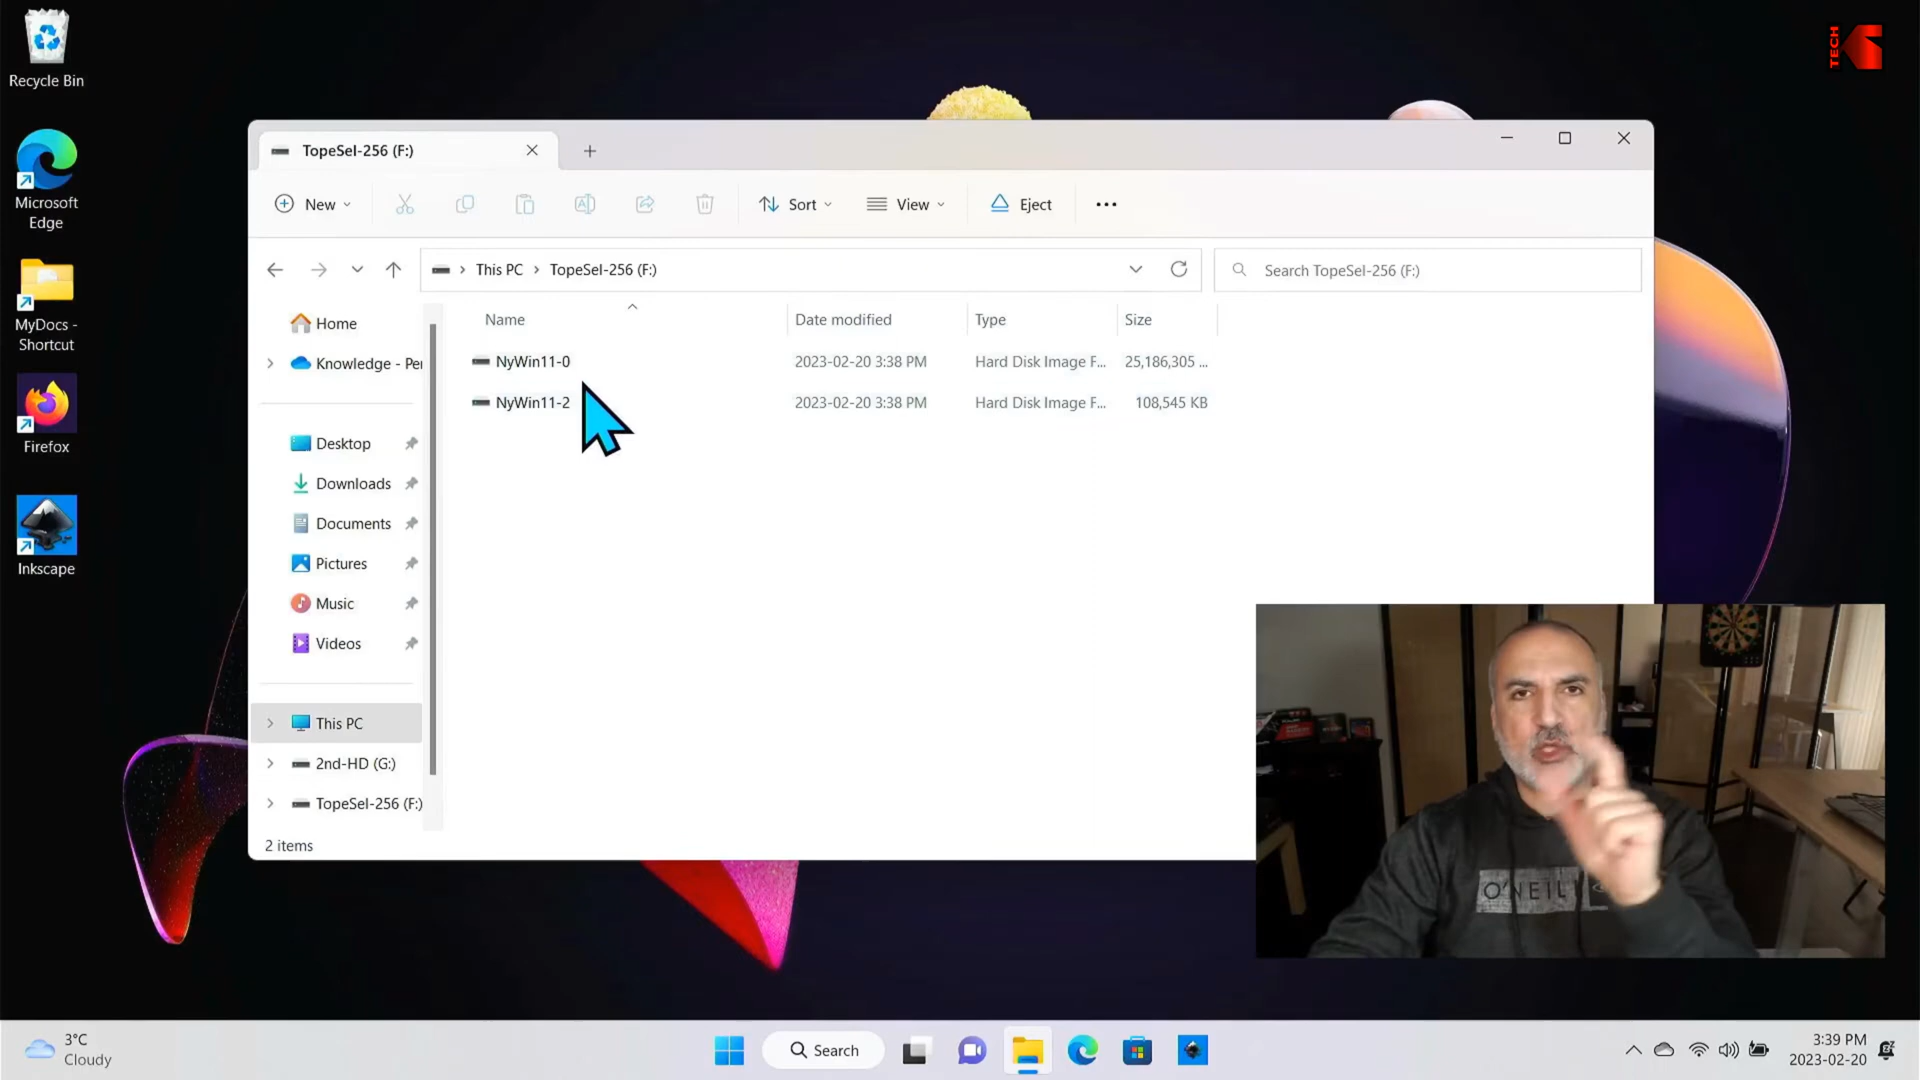 Recycle Bin
Microsoft
Edge
MyDocs -
Shortcut
Firefox
Inkscape
TECH
TopeSel-256 (F:)
New
Sort
View
Eject
This PC
TopeSel-256 (F:)
Search TopeSel-256 (F:)
Home
Knowledge - Per
Desktop
Downloads
Documents
Pictures
Music
Videos
This PC
2nd-HD (G:)
TopeSel-256 (F:)
Name Date modified Type Size
NyWin11-0 2023-02-20 3:38 PM Hard Disk Image F... 25,186,305 ...
NyWin11-2 2023-02-20 3:38 PM Hard Disk Image F... 108,545 KB
2 items
O'NEILL
3°C
Cloudy
Search
3:39 PM
2023-02-20